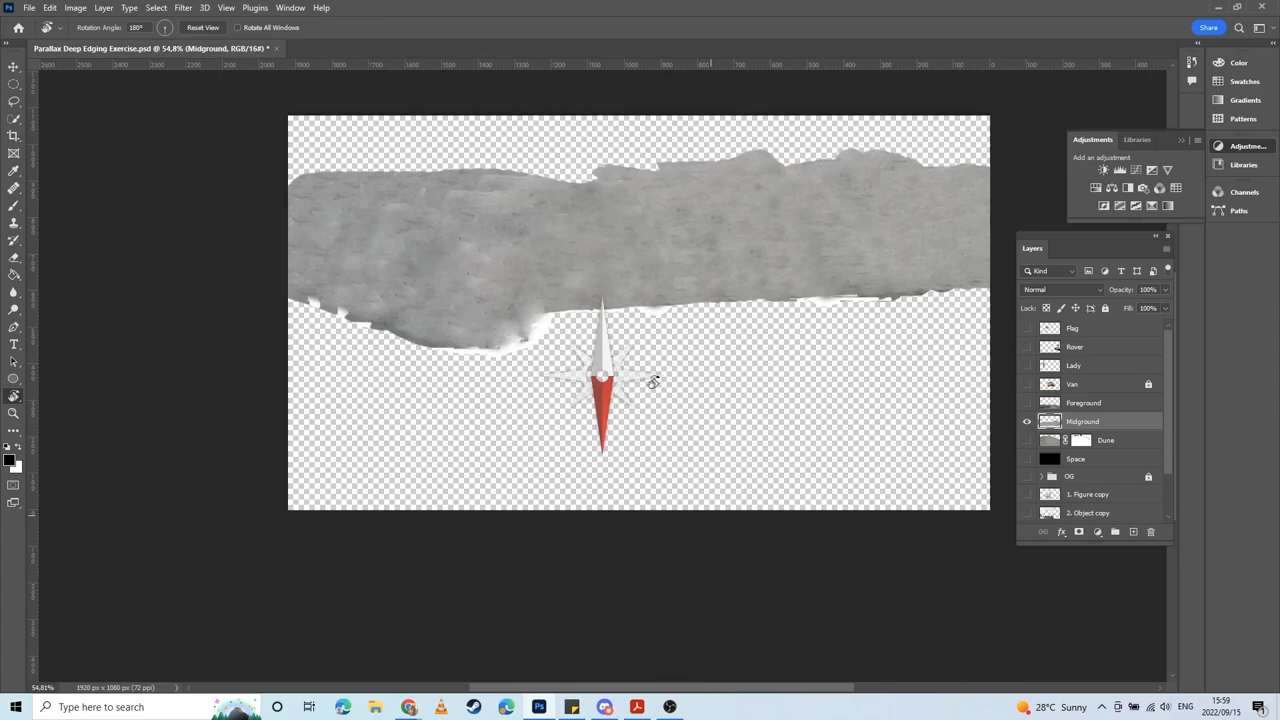 File Edit Image Layer Type Select Filter 3D View Plugins Window Help
Rotation Angle: 180° Reset View Rotate All Windows Share
Parallax Deep Edging Exercise.psd @ 54,8% (Midground, RGB/16#) * ×
Color
Swatches
Gradients
Patterns
Adjustments Libraries
Adjustme...
Add an adjustment
Libraries
Channels
Paths
Layers
Kind
Normal Opacity: 100%
Lock: Fill: 100%
Flag
Rover
Lady
Van
Foreground
Midground
Dune
Space
OG
1. Figure copy
2. Object copy
fx
54,81% 1920 px x 1080 px (72 ppi)
Type here to search
28°C Sunny
ENG
15:59
2022/09/15